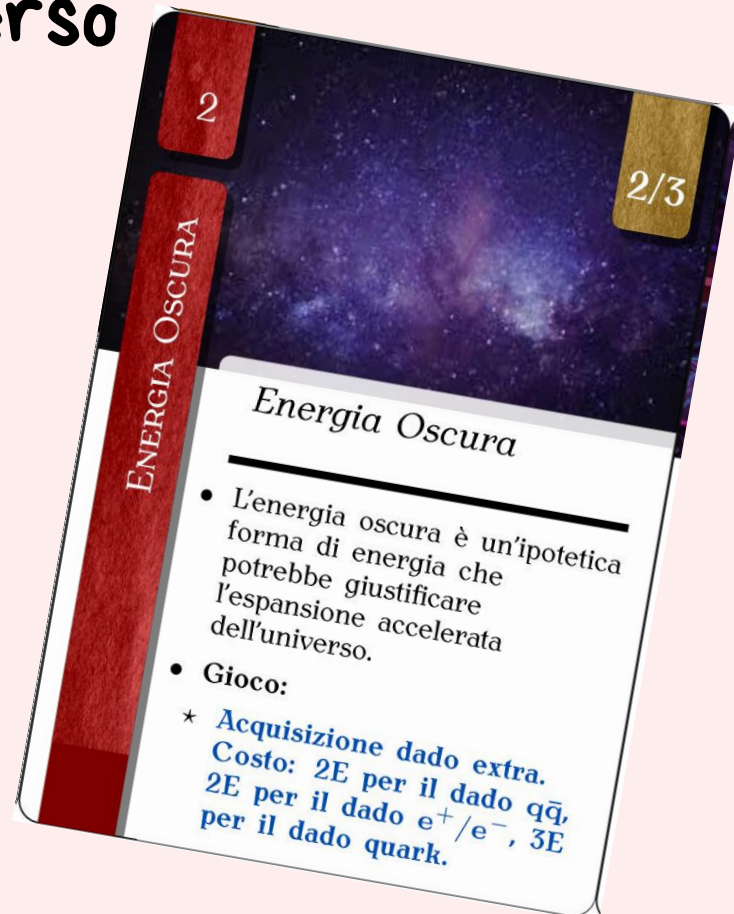 erso
2
2/3
ENERGIA OSCURA
Energia Oscura
• L'energia oscura è un'ipotetica
forma di energia che
potrebbe giustificare
l'espansione accelerata
dell'universo.
• Gioco:
⋆ Acquisizione dado extra.
Costo: 2E per il dado qq̄,
2E per il dado e⁺/e⁻, 3E
per il dado quark.